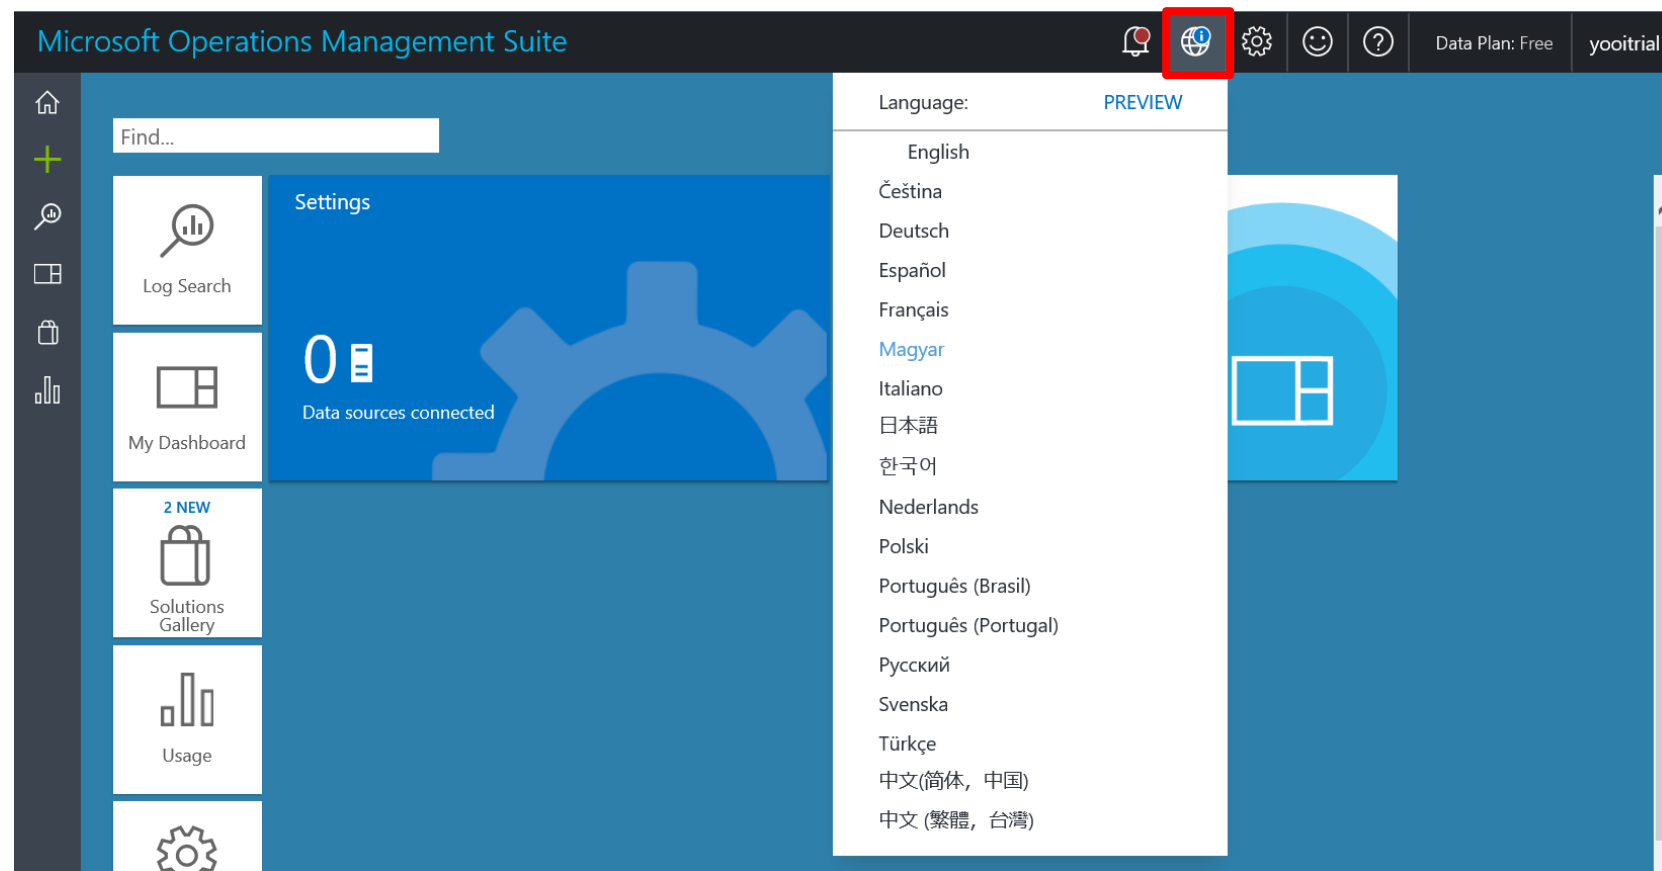 Microsoft Operations Management Suite
Data Plan: Free
yooitrial
Find...
Log Search
My Dashboard
2 NEW
Solutions
Gallery
Usage
Settings
0
Data sources connected
Language:
PREVIEW
English
Čeština
Deutsch
Español
Français
Magyar
Italiano
日本語
한국어
Nederlands
Polski
Português (Brasil)
Português (Portugal)
Русский
Svenska
Türkçe
中文(简体，中国)
中文 (繁體，台灣)